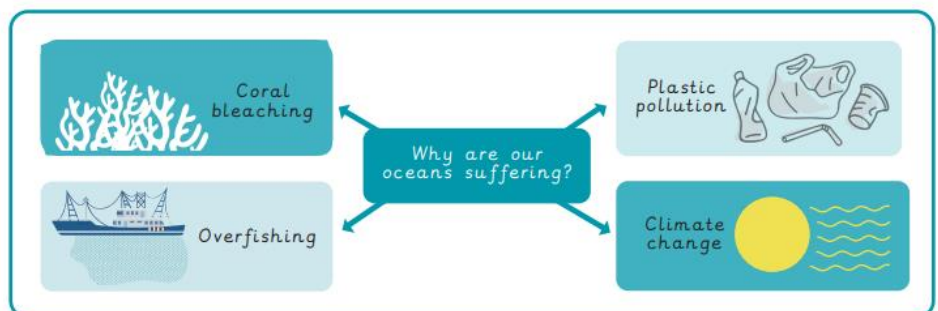 Coral
bleaching
Plastic
pollution
Why are our
oceans suffering?
Overfishing
Climate
change